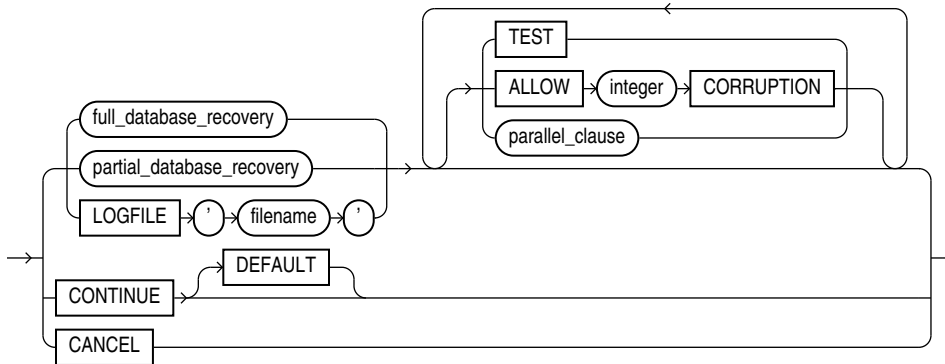 TEST
ALLOW integer CORRUPTION
full_database_recovery
parallel_clause
partial_database_recovery
LOGFILE ' filename '
DEFAULT
CONTINUE
CANCEL